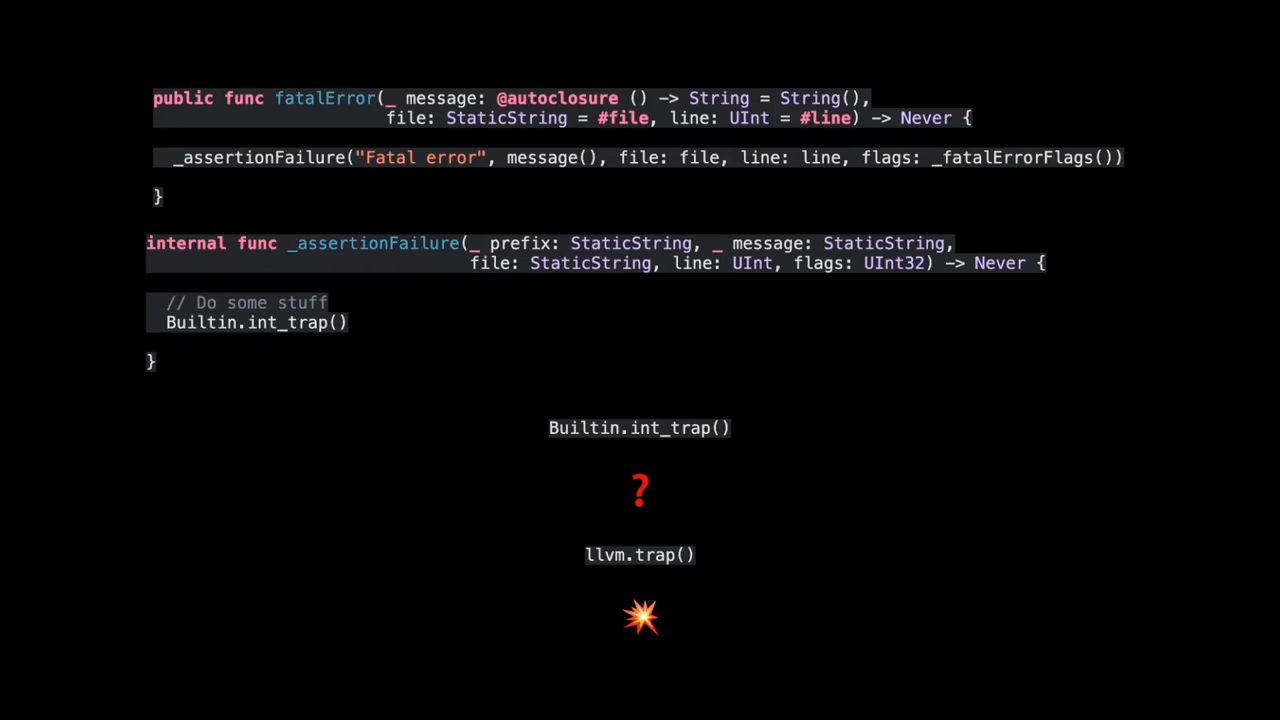 public func fatalError(_ message: @autoclosure () -> String = String(),
file: StaticString = #file, line: UInt = #line) -> Never {
_assertionFailure("Fatal error", message(), file: file, line: line, flags: _fatalErrorFlags())
}
internal func _assertionFailure(_ prefix: StaticString, _ message: StaticString,
file: StaticString, line: UInt, flags: UInt32) -> Never {
// Do some stuff
Builtin.int_trap()
}
Builtin.int_trap()
❓
llvm.trap()